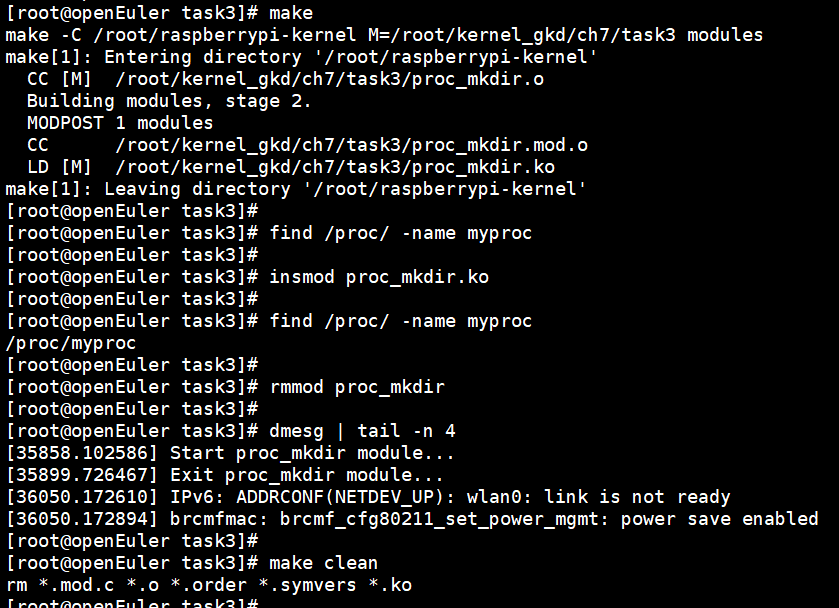 [root@openEuler task3]# make
make -C /root/raspberrypi-kernel M=/root/kernel_gkd/ch7/task3 modules
make[1]: Entering directory '/root/raspberrypi-kernel'
  CC [M]  /root/kernel_gkd/ch7/task3/proc_mkdir.o
  Building modules, stage 2.
  MODPOST 1 modules
  CC      /root/kernel_gkd/ch7/task3/proc_mkdir.mod.o
  LD [M]  /root/kernel_gkd/ch7/task3/proc_mkdir.ko
make[1]: Leaving directory '/root/raspberrypi-kernel'
[root@openEuler task3]#
[root@openEuler task3]# find /proc/ -name myproc
[root@openEuler task3]#
[root@openEuler task3]# insmod proc_mkdir.ko
[root@openEuler task3]#
[root@openEuler task3]# find /proc/ -name myproc
/proc/myproc
[root@openEuler task3]#
[root@openEuler task3]# rmmod proc_mkdir
[root@openEuler task3]#
[root@openEuler task3]# dmesg | tail -n 4
[35858.102586] Start proc_mkdir module...
[35899.726467] Exit proc_mkdir module...
[36050.172610] IPv6: ADDRCONF(NETDEV_UP): wlan0: link is not ready
[36050.172894] brcmfmac: brcmf_cfg80211_set_power_mgmt: power save enabled
[root@openEuler task3]#
[root@openEuler task3]# make clean
rm *.mod.c *.o *.order *.symvers *.ko
[root@openEuler task3]#